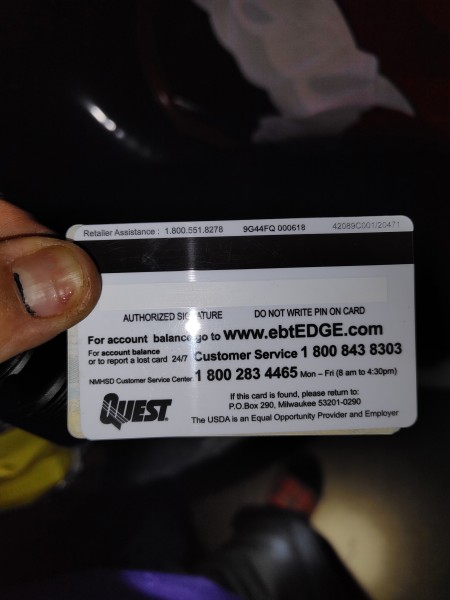 Retailer Assistance : 1.800.551.8278 9G44FQ 000618 42089C001/20471
AUTHORIZED SIGNATURE DO NOT WRITE PIN ON CARD
For account balance go to www.ebtEDGE.com
For account balance
or to report a lost card 24/7 Customer Service 1 800 843 8303
NMHSD Customer Service Center 1 800 283 4465 Mon – Fri (8 am to 4:30pm)
QUEST
If this card is found, please return to:
P.O.Box 290, Milwaukee 53201-0290
The USDA is an Equal Opportunity Provider and Employer